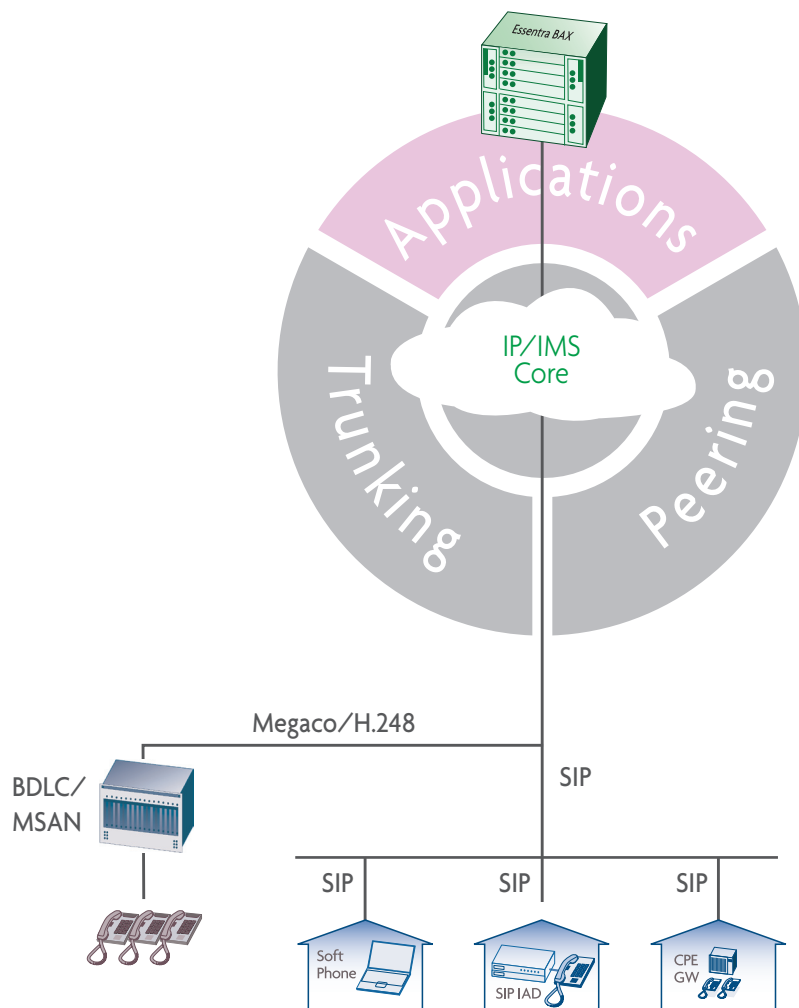 Essentra BAX
Applications
IP/IMS
Core
Trunking
Peering
Megaco/H.248
BDLC/
MSAN
SIP
SIP
SIP
SIP
Soft
Phone
SIP IAD
CPE
GW